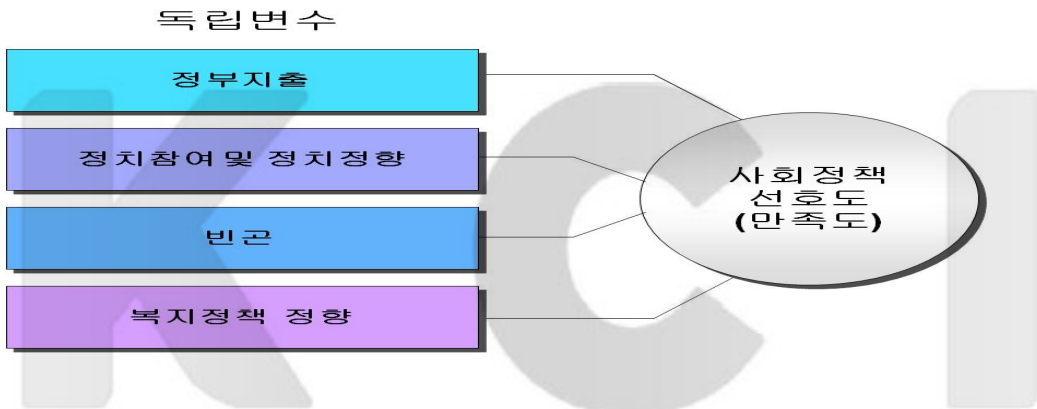 독립변수
정부지출
정치참여및 정치정향
빈곤
복지정책 정향
사회정책
선호도
(만족도)
KCI